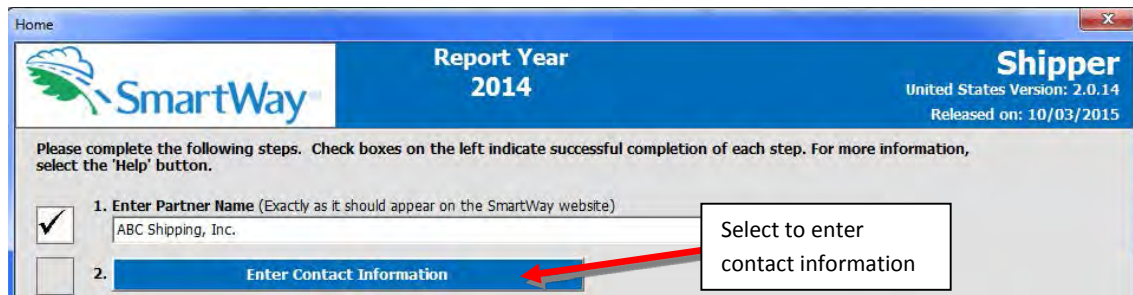 Home
x
SmartWay
Report Year
2014
Shipper
United States Version: 2.0.14
Released on: 10/03/2015
Please complete the following steps. Check boxes on the left indicate successful completion of each step. For more information,
select the 'Help' button.
1. Enter Partner Name (Exactly as it should appear on the SmartWay website)
ABC Shipping, Inc.
Select to enter
contact information
2. Enter Contact Information